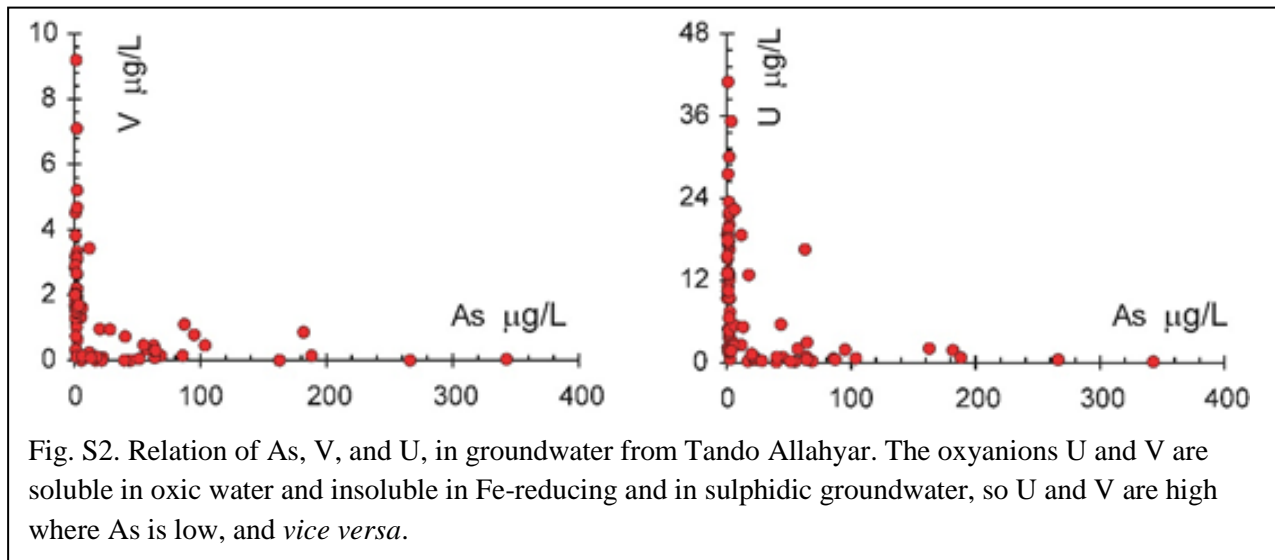 10
8
6
4
2
0
V µg/L
As µg/L
0 100 200 300 400
48
36
24
12
0
U µg/L
As µg/L
0 100 200 300 400
Fig. S2. Relation of As, V, and U, in groundwater from Tando Allahyar. The oxyanions U and V are
soluble in oxic water and insoluble in Fe-reducing and in sulphidic groundwater, so U and V are high
where As is low, and vice versa.